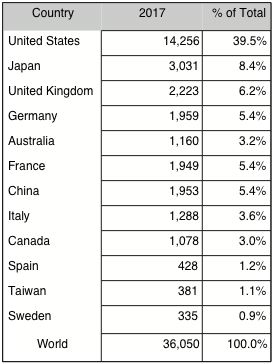 Country 2017 % of Total
United States 14,256 39.5%
Japan 3,031 8.4%
United Kingdom 2,223 6.2%
Germany 1,959 5.4%
Australia 1,160 3.2%
France 1,949 5.4%
China 1,953 5.4%
Italy 1,288 3.6%
Canada 1,078 3.0%
Spain 428 1.2%
Taiwan 381 1.1%
Sweden 335 0.9%
World 36,050 100.0%